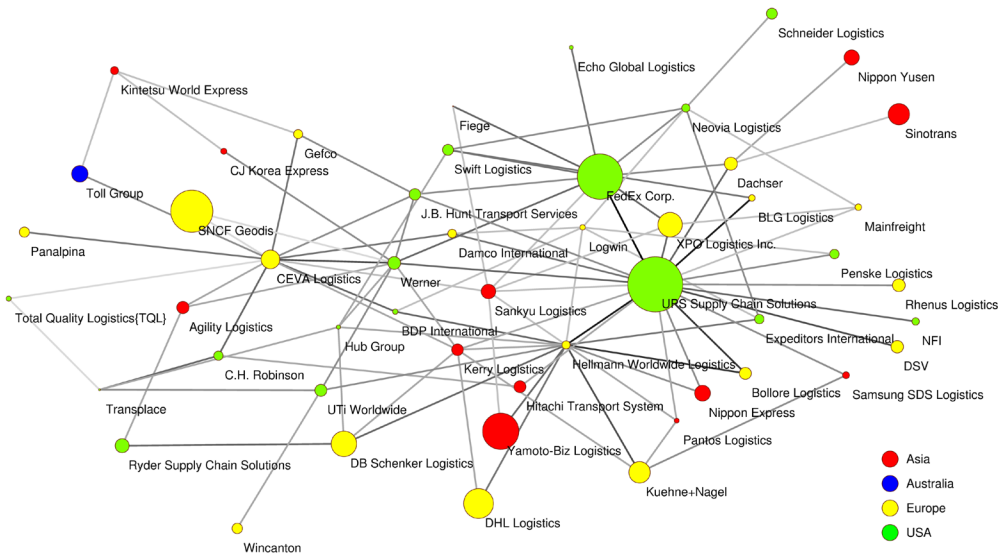 Schneider Logistics
Echo Global Logistics
Nippon Yusen
Kintetsu World Express
Fiege
Neovia Logistics
Sinotrans
Gefco
CJ Korea Express
Swift Logistics
Toll Group
Dachser
FedEx Corp.
J.B. Hunt Transport Services
BLG Logistics
Mainfreight
SNCF Geodis
Logwin
XPO Logistics Inc.
Panalpina
Damco International
CEVA Logistics
Werner
Penske Logistics
UPS Supply Chain Solutions
Rhenus Logistics
Total Quality Logistics{TQL}
Sankyu Logistics
Agility Logistics
BDP International
Expeditors International
NFI
Hub Group
Hellmann Worldwide Logistics
DSV
C.H. Robinson
Kerry Logistics
Bollore Logistics
Samsung SDS Logistics
Transplace
UTi Worldwide
Hitachi Transport System
Nippon Express
Pantos Logistics
Yamoto-Biz Logistics
Ryder Supply Chain Solutions
DB Schenker Logistics
Kuehne+Nagel
DHL Logistics
Wincanton
Asia
Australia
Europe
USA